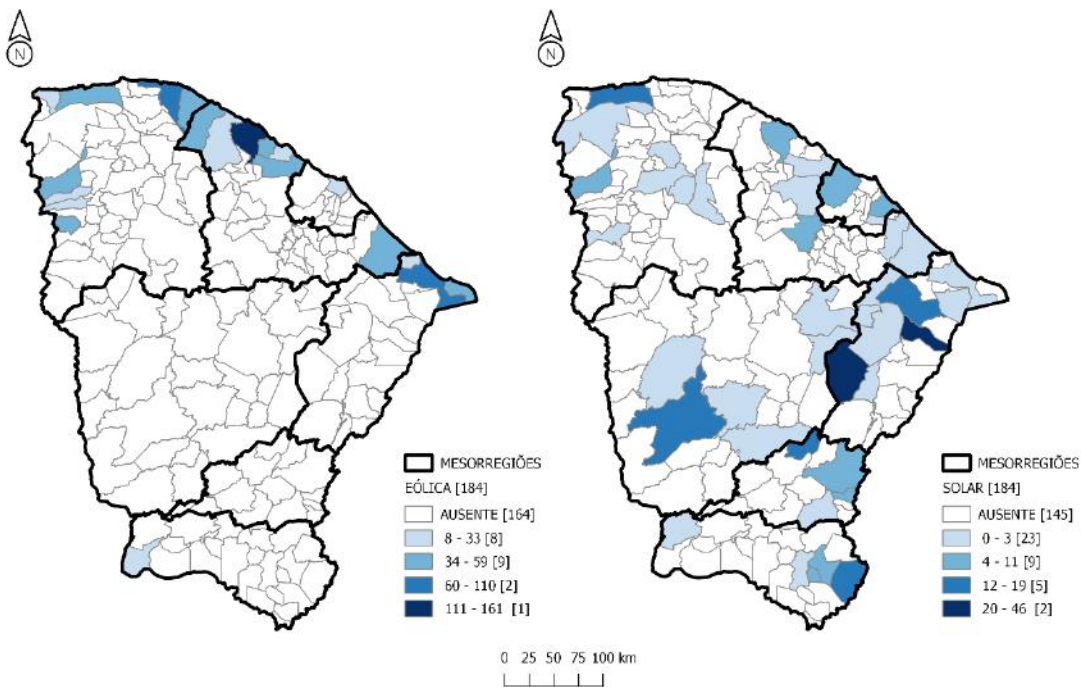 N
N
MESORREGIÕES
EÓLICA [184]
AUSENTE [164]
8 - 33 [8]
34 - 59 [9]
60 - 110 [2]
111 - 161 [1]
MESORREGIÕES
SOLAR [184]
AUSENTE [145]
0 - 3 [23]
4 - 11 [9]
12 - 19 [5]
20 - 46 [2]
0 25 50 75 100 km